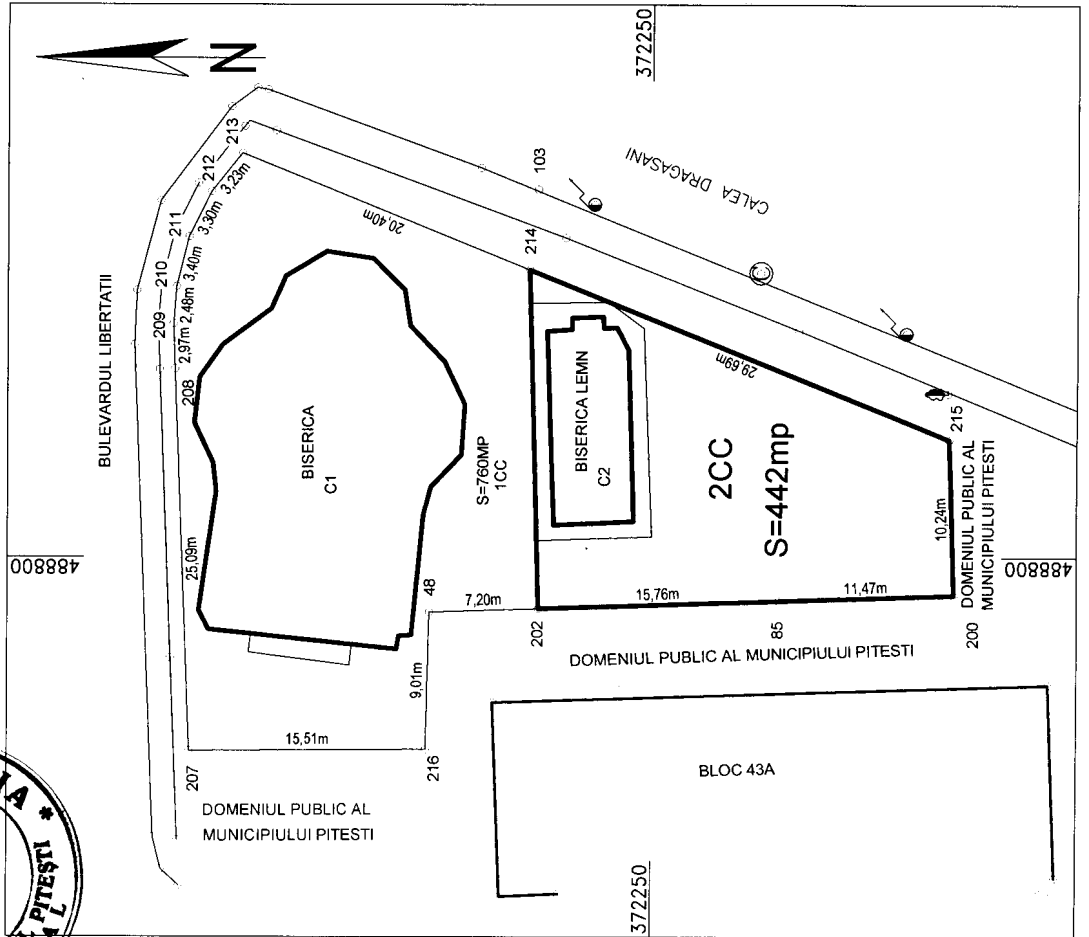 N
372250
BULEVARDUL LIBERTATII
213
212
211
210
209
208
3,23m
3,30m
3,40m
2,48m
2,97m
103
CALEA DRAGASANI
20,40m
214
BISERICA
C1
S=760MP
1CC
BISERICA LEMN
C2
29,69m
2CC
S=442mp
215
488800
25,09m
48
7,20m
15,76m
11,47m
10,24m
DOMENIUL PUBLIC AL
MUNICIPIULUI PITESTI
488800
202
85
200
DOMENIUL PUBLIC AL MUNICIPIULUI PITESTI
9,01m
15,51m
207
216
DOMENIUL PUBLIC AL
MUNICIPIULUI PITESTI
BLOC 43A
372250
PITEȘTI